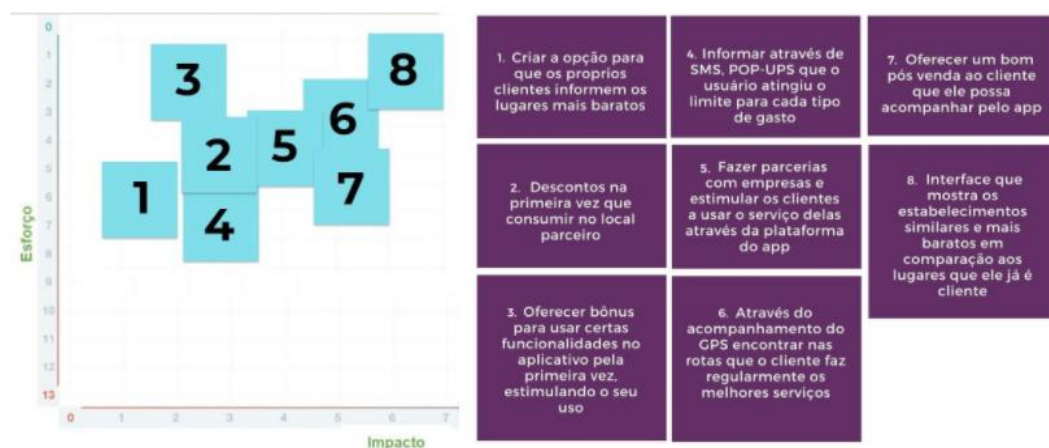 0
1
2
3
4
5
6
7
8
9
10
11
12
13
Esforço
0
1
2
3
4
5
6
7
Impacto
3
8
6
2
5
7
1
4
1. Criar a opção para
que os proprios
clientes informem os
lugares mais baratos
2. Descontos na
primeira vez que
consumir no local
parceiro
3. Oferecer bônus
para usar certas
funcionalidades no
aplicativo pela
primeira vez,
estimulando o seu
uso
4. Informar através de
SMS, POP-UPS que o
usuário atingiu o
limite para cada tipo
de gasto
5. Fazer parcerias
com empresas e
estimular os clientes
a usar o serviço delas
através da plataforma
do app
6. Através do
acompanhamento do
GPS encontrar nas
rotas que o cliente faz
regularmente os
melhores serviços
7. Oferecer um bom
pós venda ao cliente
que ele possa
acompanhar pelo app
8. Interface que
mostra os
estabelecimentos
similares e mais
baratos em
comparação aos
lugares que ele já é
cliente